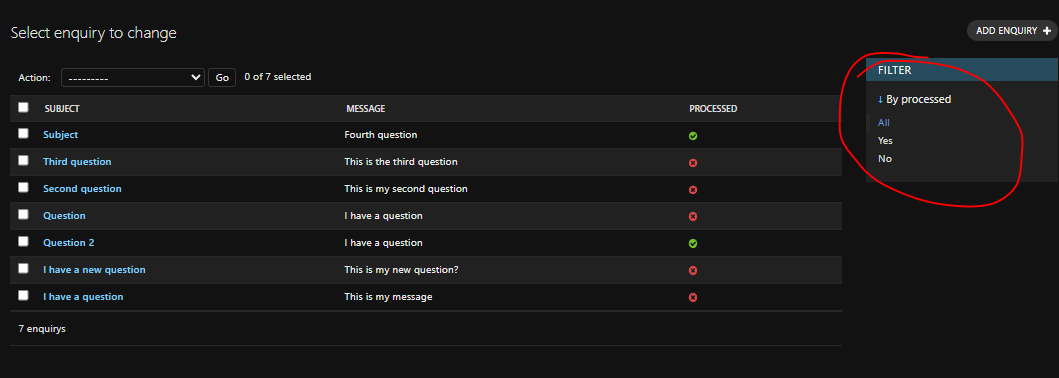 Select enquiry to change
ADD ENQUIRY +
Action: --------- Go 0 of 7 selected
FILTER
↓ By processed
All
Yes
No
SUBJECT MESSAGE PROCESSED
Subject Fourth question
Third question This is the third question
Second question This is my second question
Question I have a question
Question 2 I have a question
I have a new question This is my new question?
I have a question This is my message
7 enquirys